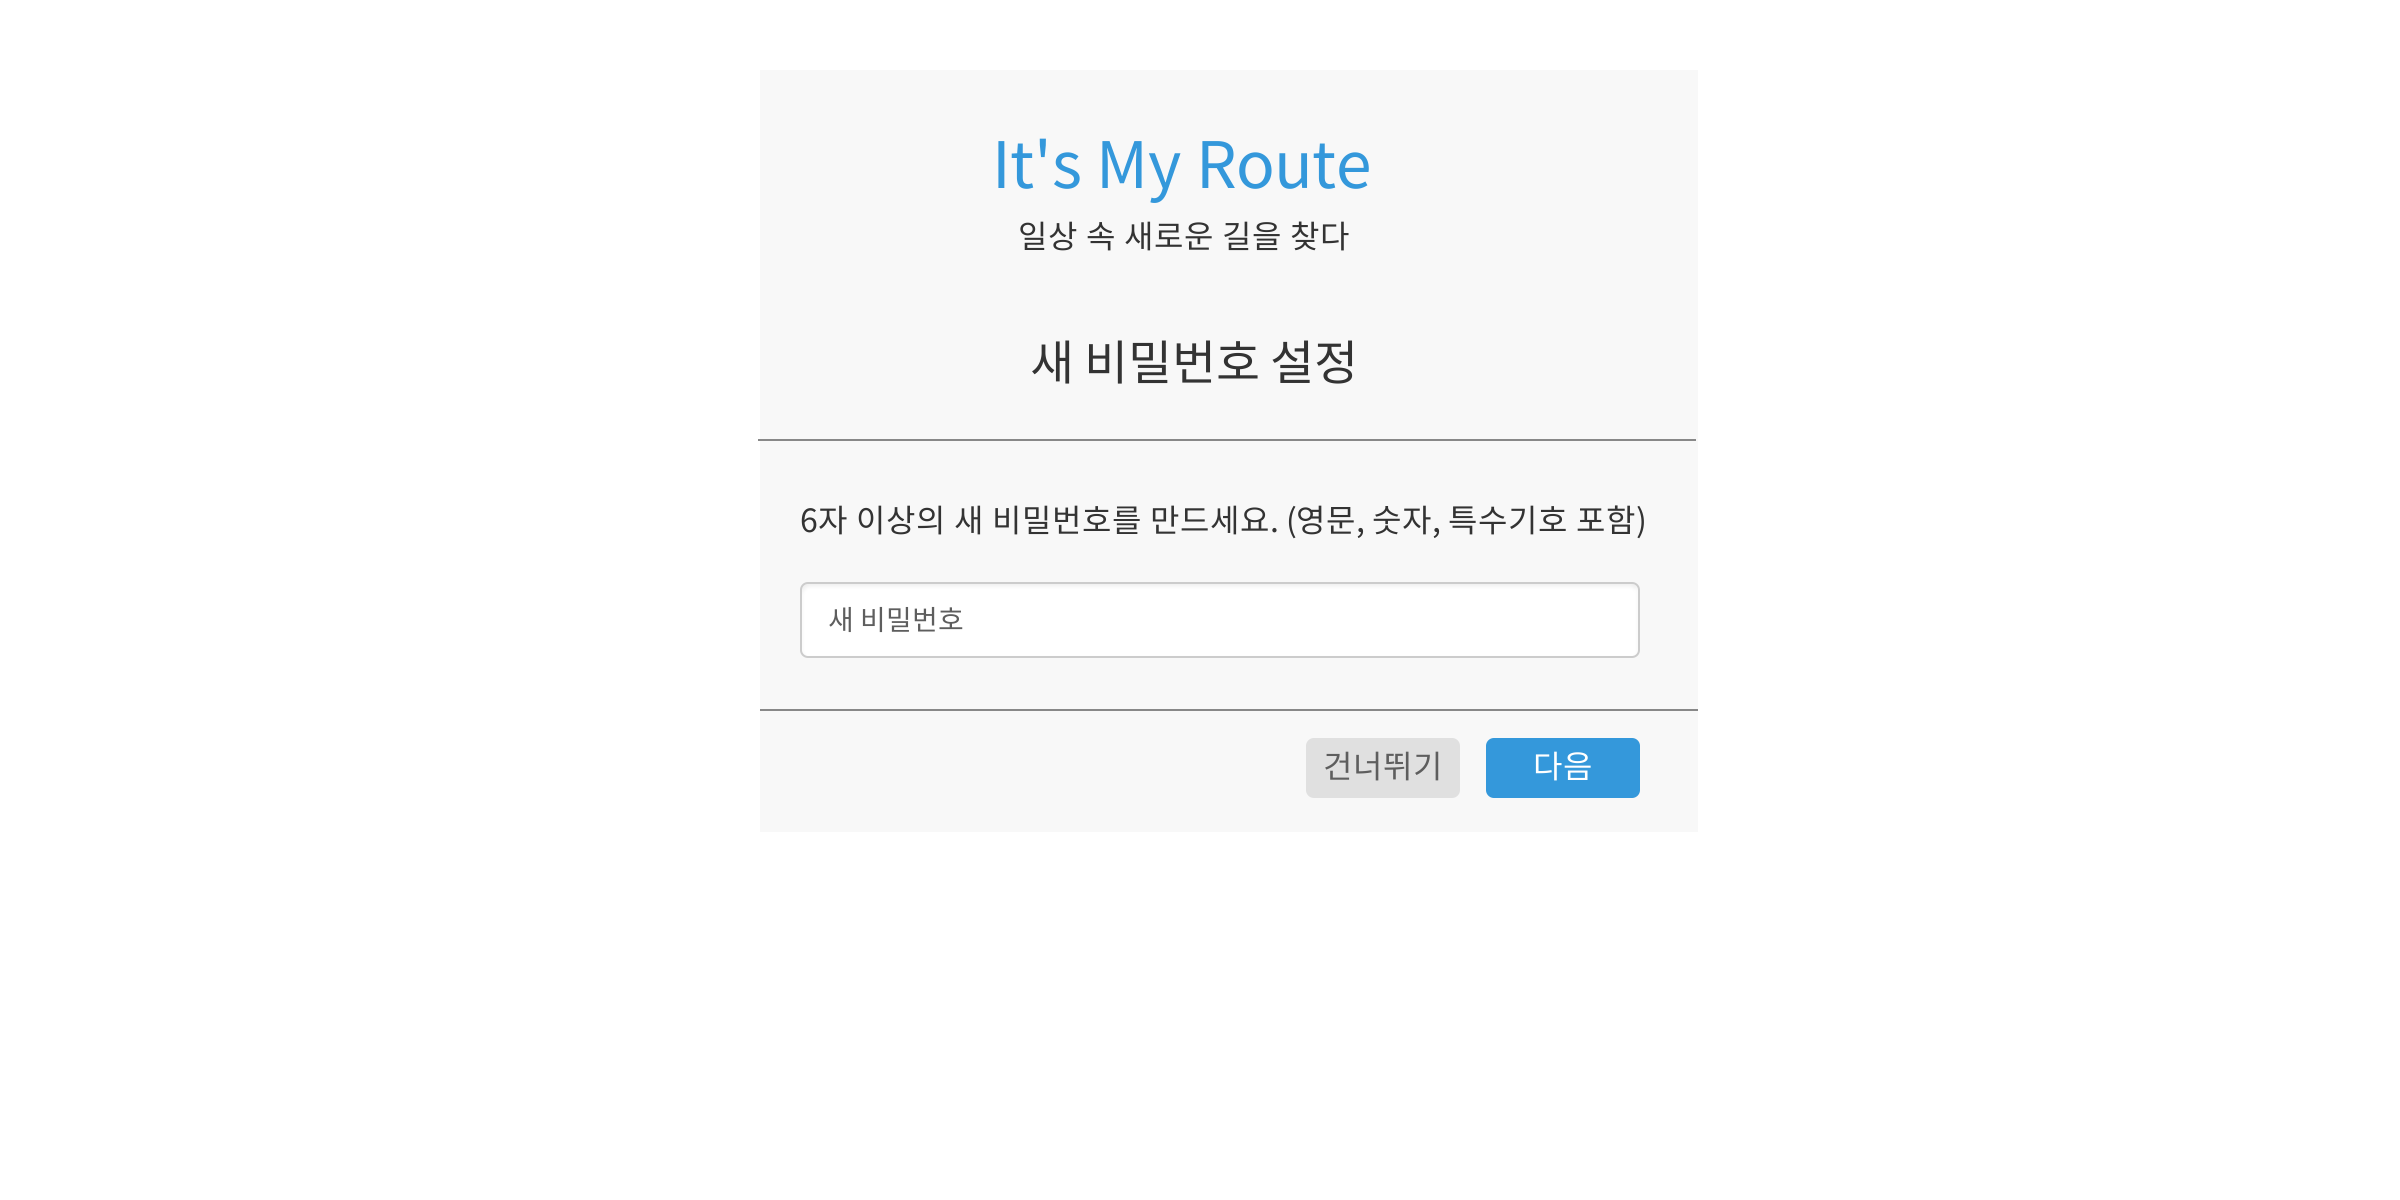 It's My Route
일상 속 새로운 길을 찾다
새 비밀번호 설정
6자 이상의 새 비밀번호를 만드세요. (영문, 숫자, 특수기호 포함)
새 비밀번호
건너뛰기 다음